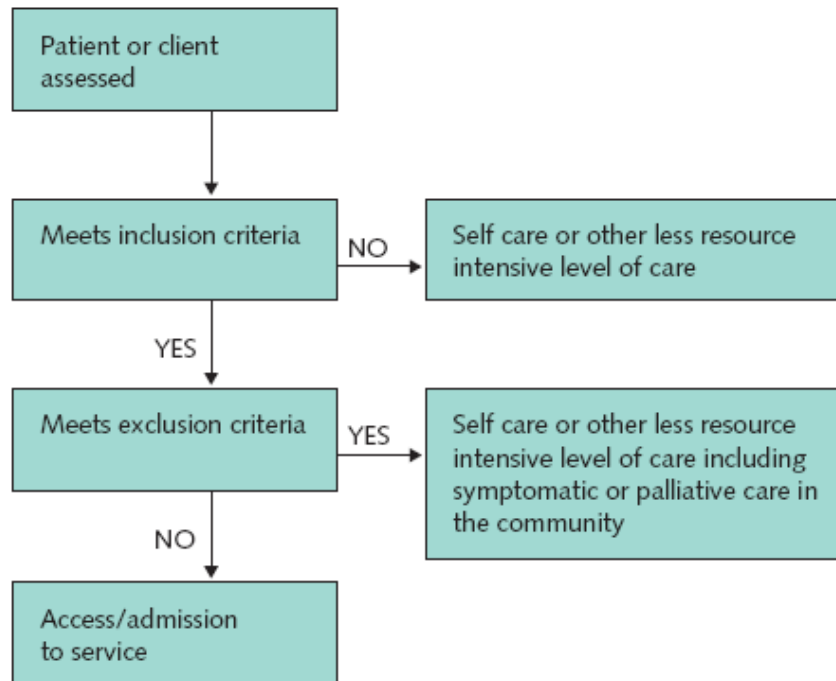 Patient or client
assessed
Meets inclusion criteria
NO
Self care or other less resource
intensive level of care
YES
Meets exclusion criteria
YES
Self care or other less resource
intensive level of care including
symptomatic or palliative care in
the community
NO
Access/admission
to service